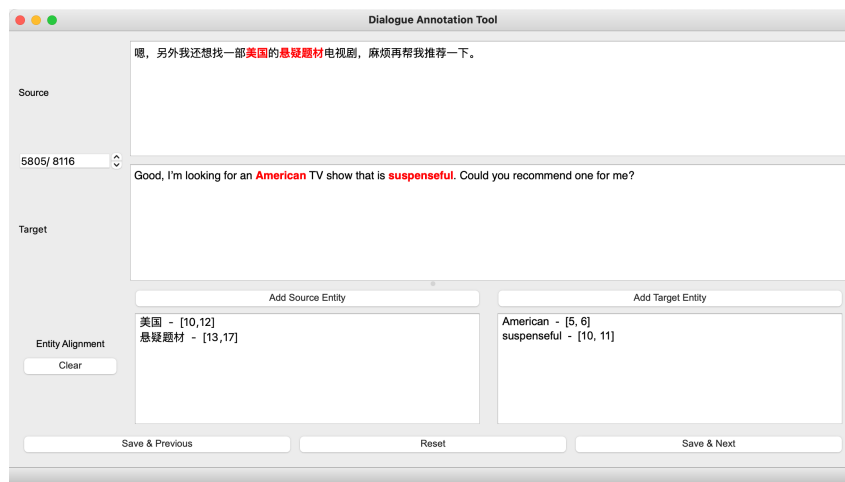 Dialogue Annotation Tool
嗯，另外我还想找一部美国的悬疑题材电视剧，麻烦再帮我推荐一下。
Source
5805/ 8116
Good, I'm looking for an American TV show that is suspenseful. Could you recommend one for me?
Target
Add Source Entity
Add Target Entity
美国 - [10,12]
悬疑题材 - [13,17]
American - [5, 6]
suspenseful - [10, 11]
Entity Alignment
Clear
Save & Previous
Reset
Save & Next